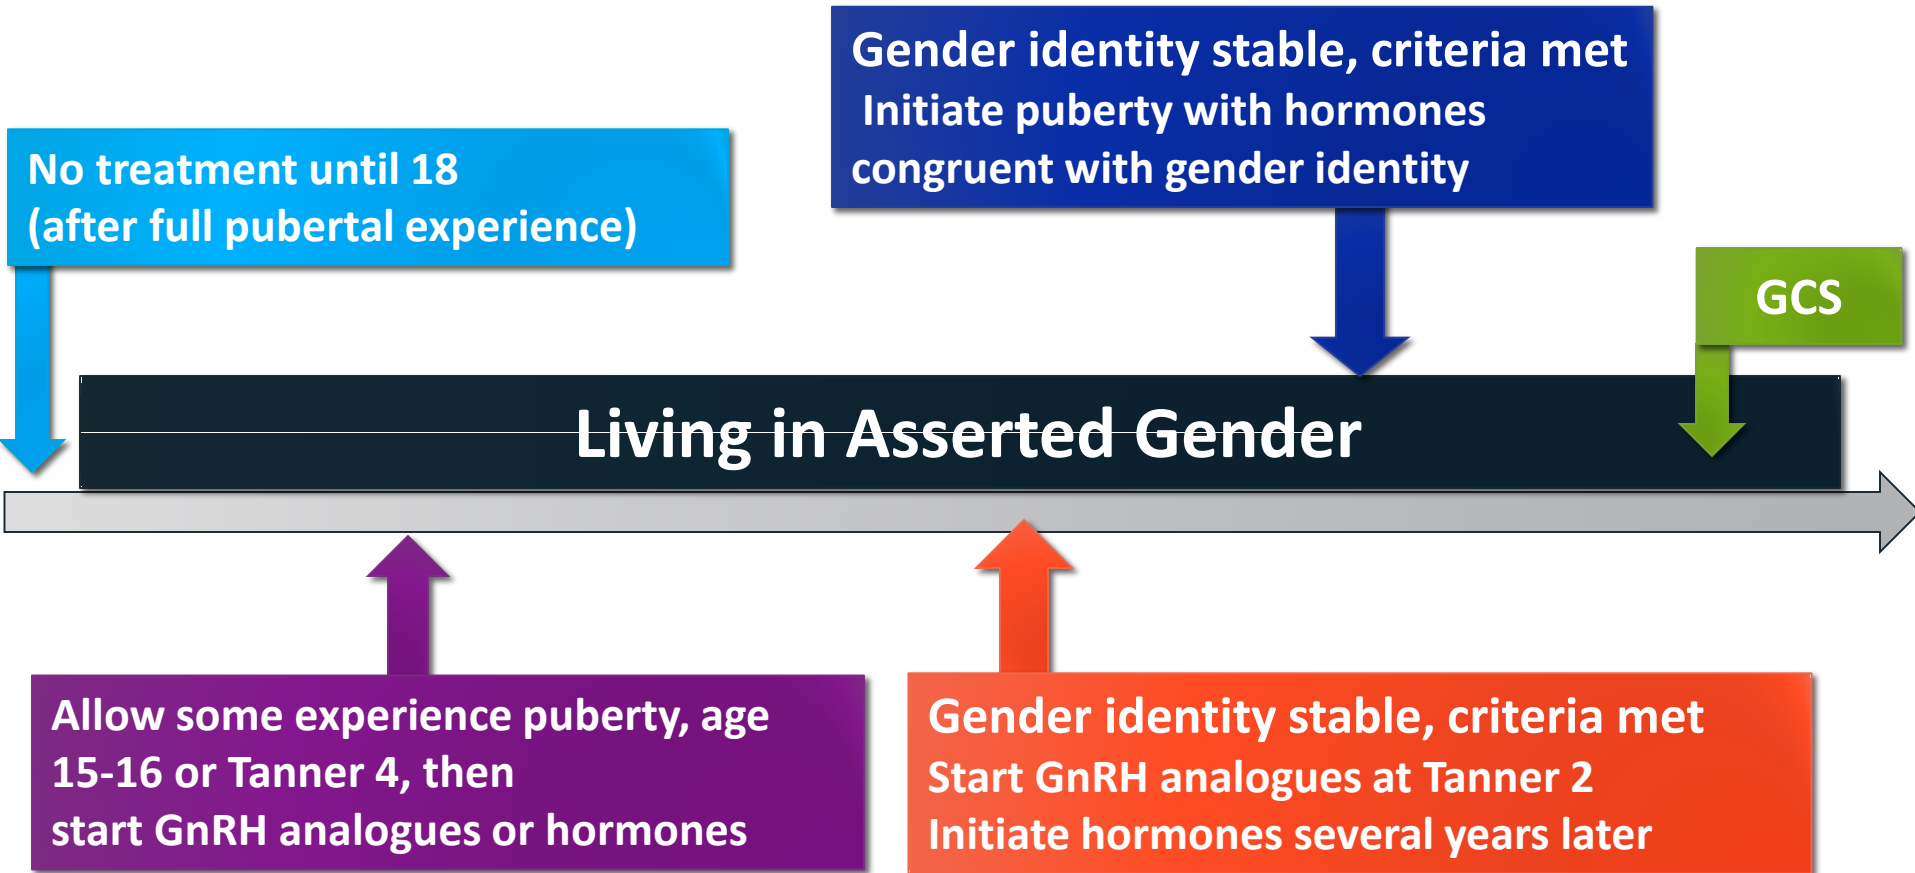 Gender identity stable, criteria met
Initiate puberty with hormones
congruent with gender identity
No treatment until 18
(after full pubertal experience)
GCS
Living in Asserted Gender
Allow some experience puberty, age
15-16 or Tanner 4, then
start GnRH analogues or hormones
Gender identity stable, criteria met
Start GnRH analogues at Tanner 2
Initiate hormones several years later